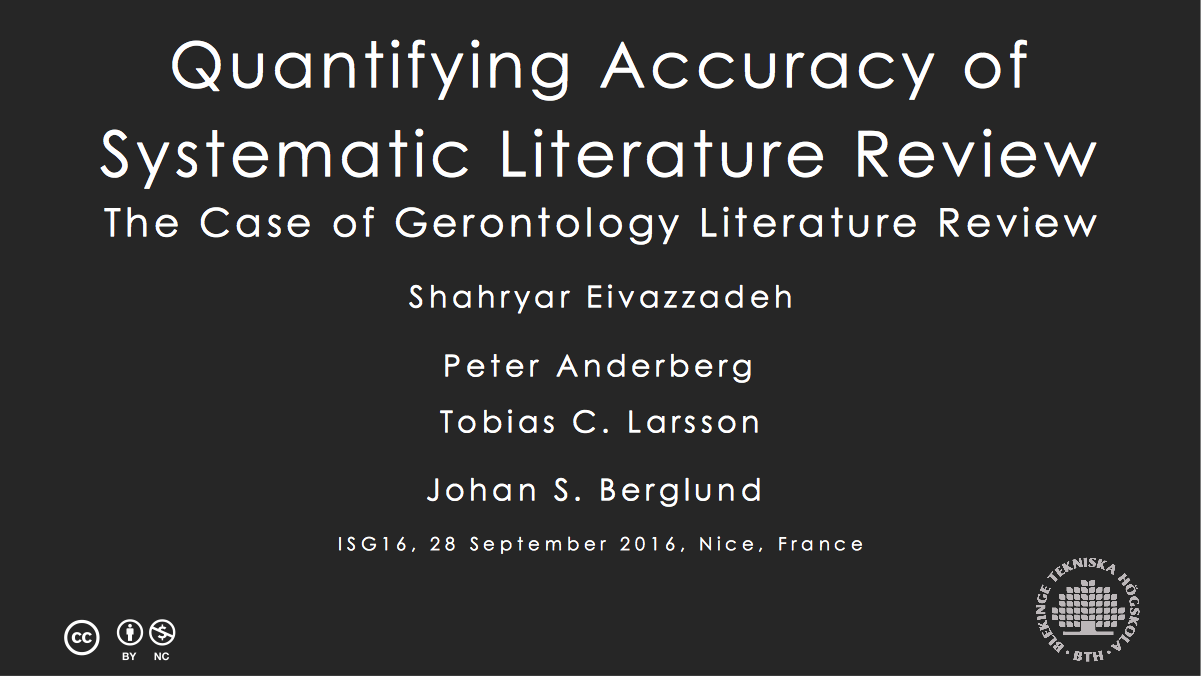 Quantifying Accuracy of
Systematic Literature Review
The Case of Gerontology Literature Review
Shahryar Eivazzadeh
Peter Anderberg
Tobias C. Larsson
Johan S. Berglund
ISG16, 28 September 2016, Nice, France
cc
BY NC
BLEKINGE TEKNISKA HÖGSKOLA
· BTH ·